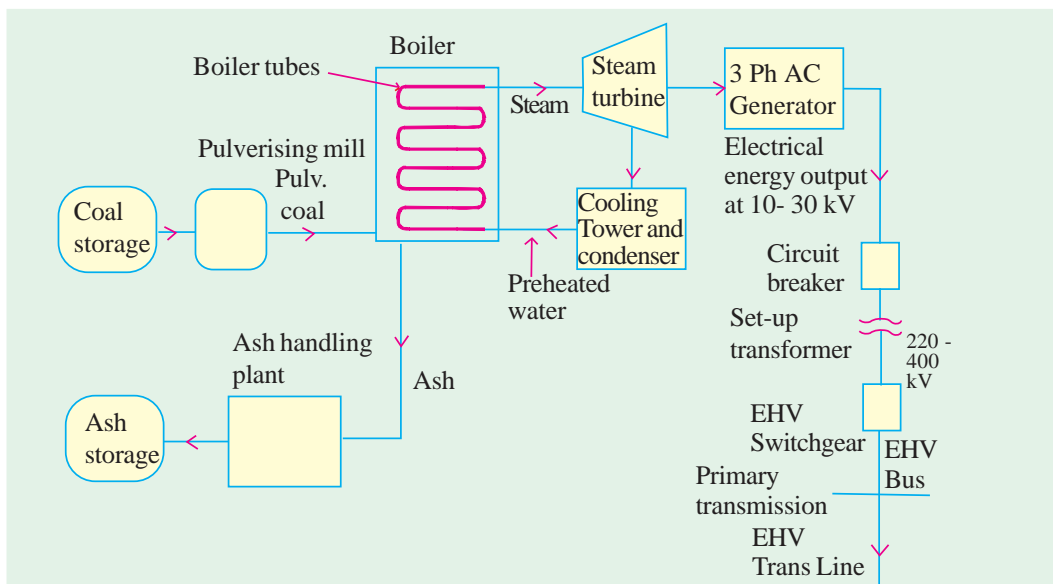 Boiler
Boiler tubes
Steam
turbine
3 Ph AC
Generator
Steam
Pulverising mill
Pulv.
coal
Electrical
energy output
at 10- 30 kV
Coal
storage
Cooling
Tower and
condenser
Preheated
water
Circuit
breaker
Set-up
transformer
220 -
400
kV
Ash handling
plant
Ash
Ash
storage
EHV
Switchgear
EHV
Bus
Primary
transmission
EHV
Trans Line